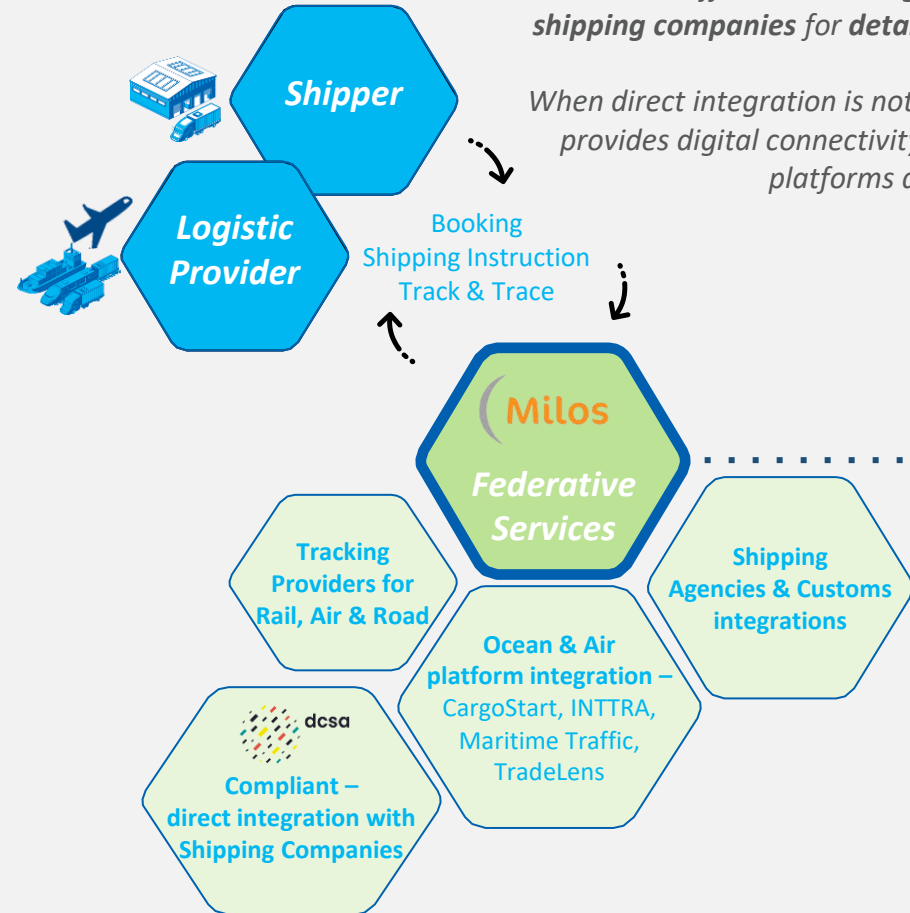 shipping companies for
When direct integration is not
provides digital connectivity
platforms
Shipper
Logistic
Provider
Booking
Shipping Instruction
Track & Trace
Milos
Federative
Services
Tracking
Providers for
Rail, Air & Road
Shipping
Agencies & Customs
integrations
Ocean & Air
platform integration –
CargoStart, INTTRA,
Maritime Traffic,
TradeLens
dcsa
Compliant –
direct integration with
Shipping Companies